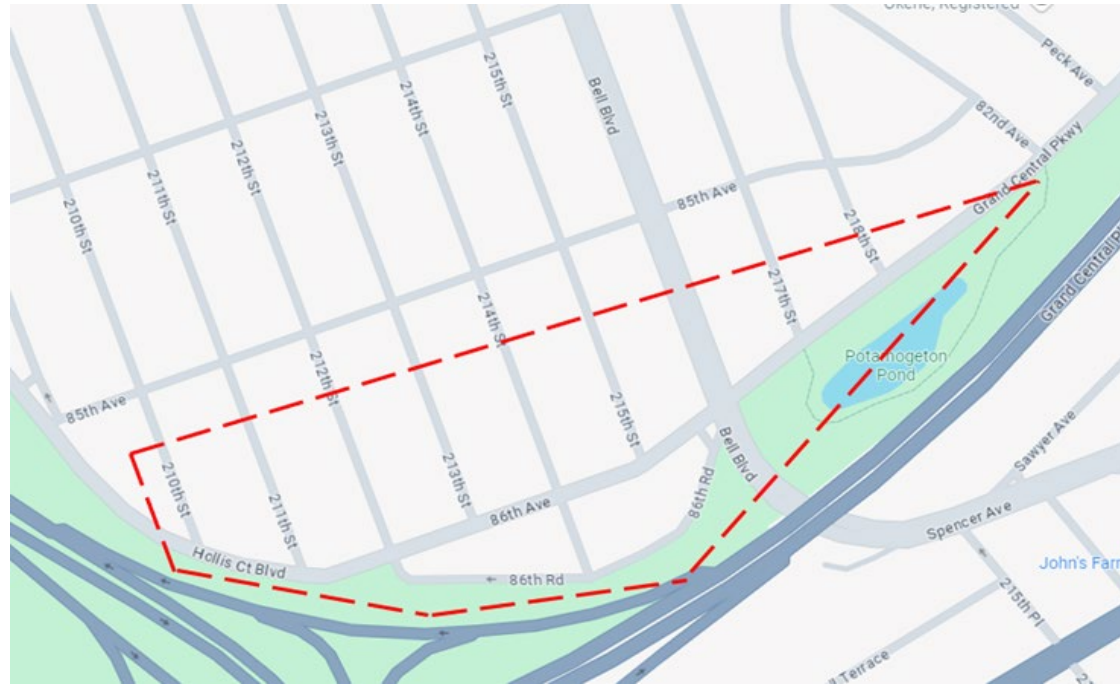 Okene, Registered
Peck Ave
215th St
214th St
213th St
212th St
211th St
210th St
Bell Blvd
82nd Ave
Grand Central Pkwy
85th Ave
218th St
217th St
214th St
212th St
Potamogeton
Pond
Grand Central P
85th Ave
215th St
Bell Blvd
Sawyer Ave
210th St
213th St
211th St
86th Ave
86th Rd
Spencer Ave
Hollis Ct Blvd
86th Rd
John's Farm
215th Pl
Terrace